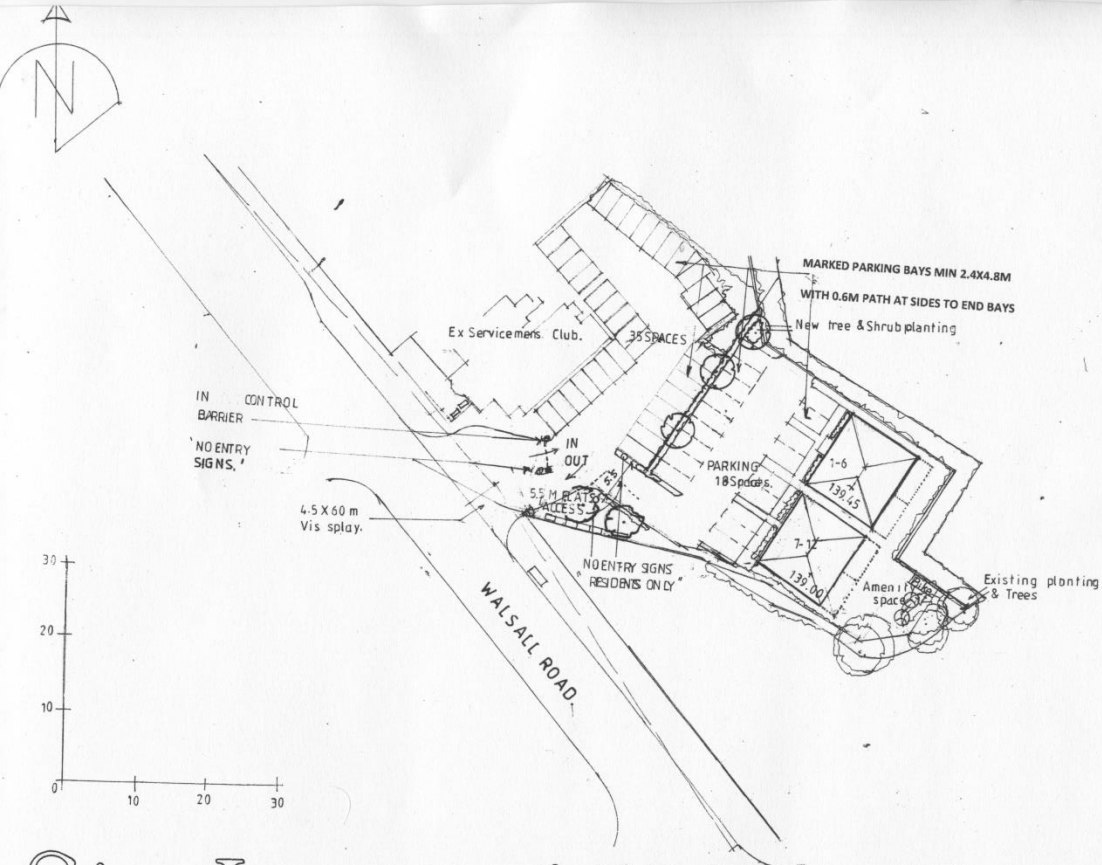 N
MARKED PARKING BAYS MIN 2.4X4.8M
WITH 0.6M PATH AT SIDES TO END BAYS
New tree & Shrub planting
Ex Servicemens Club.
35 SPACES
IN CONTROL
BARRIER
'NO ENTRY
SIGNS.'
IN
OUT
PARKING
18 Spaces
1-6
139.45
5.5 M FLATS
ACCESS
4.5 X 60 m
Vis splay.
7-12
139.00
NO ENTRY SIGNS
RESIDENTS ONLY"
Amenit
space
Existing planting
& Trees
WALSALL ROAD
30
20
10
0
10
20
30